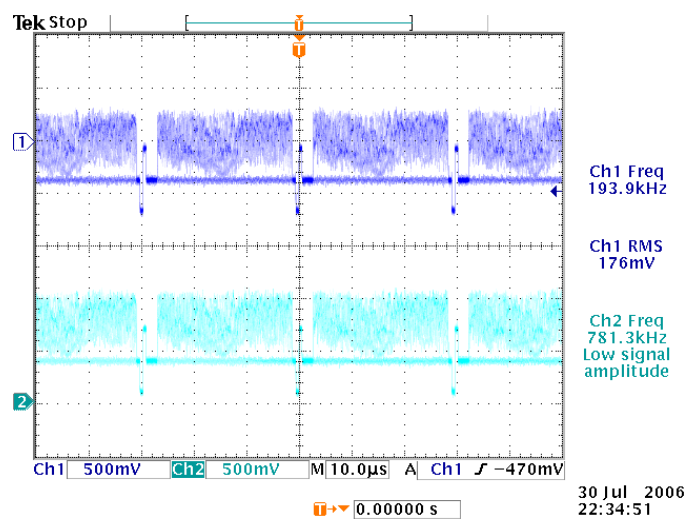 Tek Stop
T
T
1
Ch1 Freq
193.9kHz
Ch1 RMS
176mV
Ch2 Freq
781.3kHz
Low signal
amplitude
2
Ch1 500mV Ch2 500mV M 10.0µs A Ch1 ƒ −470mV
T 0.00000 s
30 Jul 2006
22:34:51